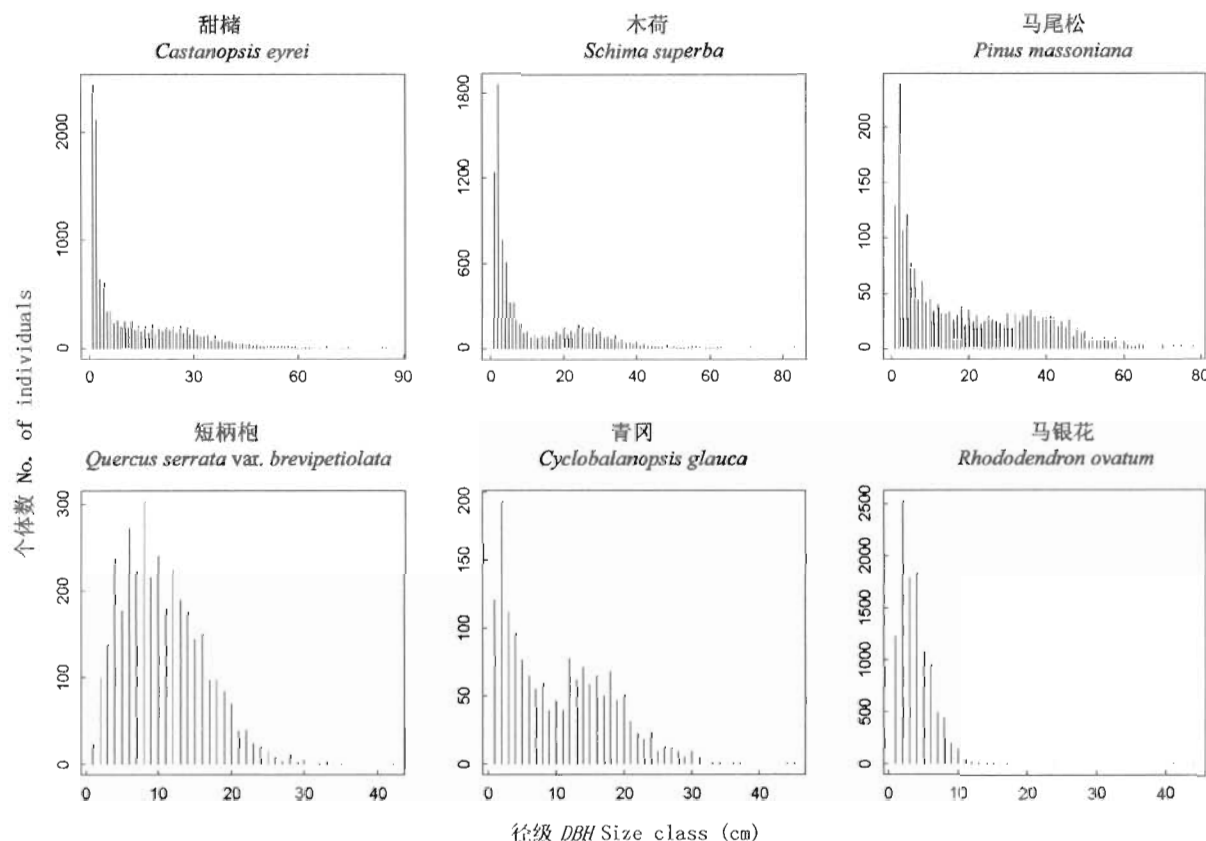 甜槠
Castanopsis eyrei
木荷
Schima superba
马尾松
Pinus massoniana
2000
1000
0
0 30 60 90
1800
1200
600
0
0 20 40 60 80
200
150
100
50
0
0 20 40 60 80
短柄枹
Quercus serrata var. brevipetiolata
青冈
Cyclobalanopsis glauca
马银花
Rhododendron ovatum
300
200
100
0
0 10 20 30 40
200
150
100
50
0
0 10 20 30 40
2500
2000
1500
1000
500
0
0 10 20 30 40
个体数 No. of individuals
径级 DBH Size class (cm)